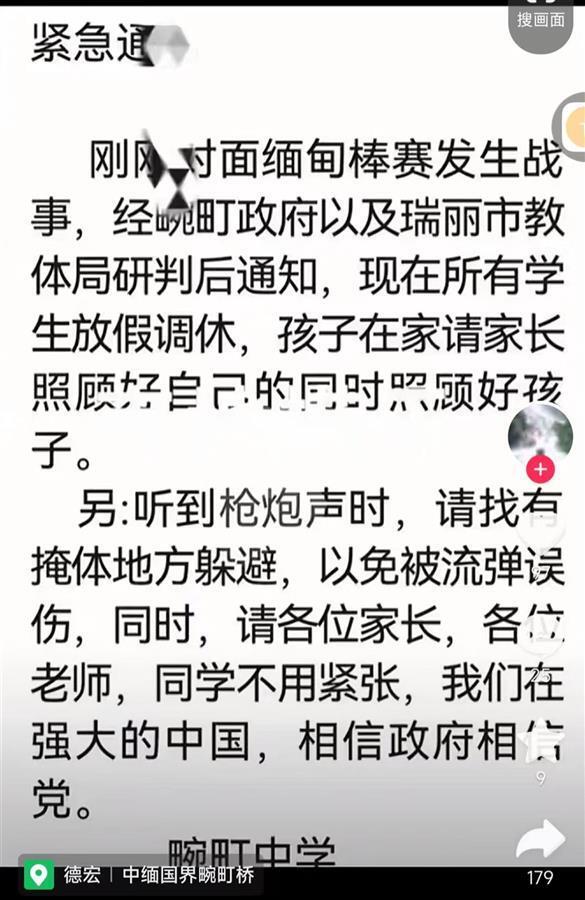 搜画面
紧急通
刚刚对面缅甸棒赛发生战
事，经畹町政府以及瑞丽市教
体局研判后通知，现在所有学
生放假调休，孩子在家请家长
照顾好自己的同时照顾好孩
子。
另:听到枪炮声时，请找有
掩体地方躲避，以免被流弹误
伤，同时，请各位家长，各位
老师，同学不用紧张，我们在
强大的中国，相信政府相信
党。
畹町中学
25
9
179
德宏｜中缅国界畹町桥